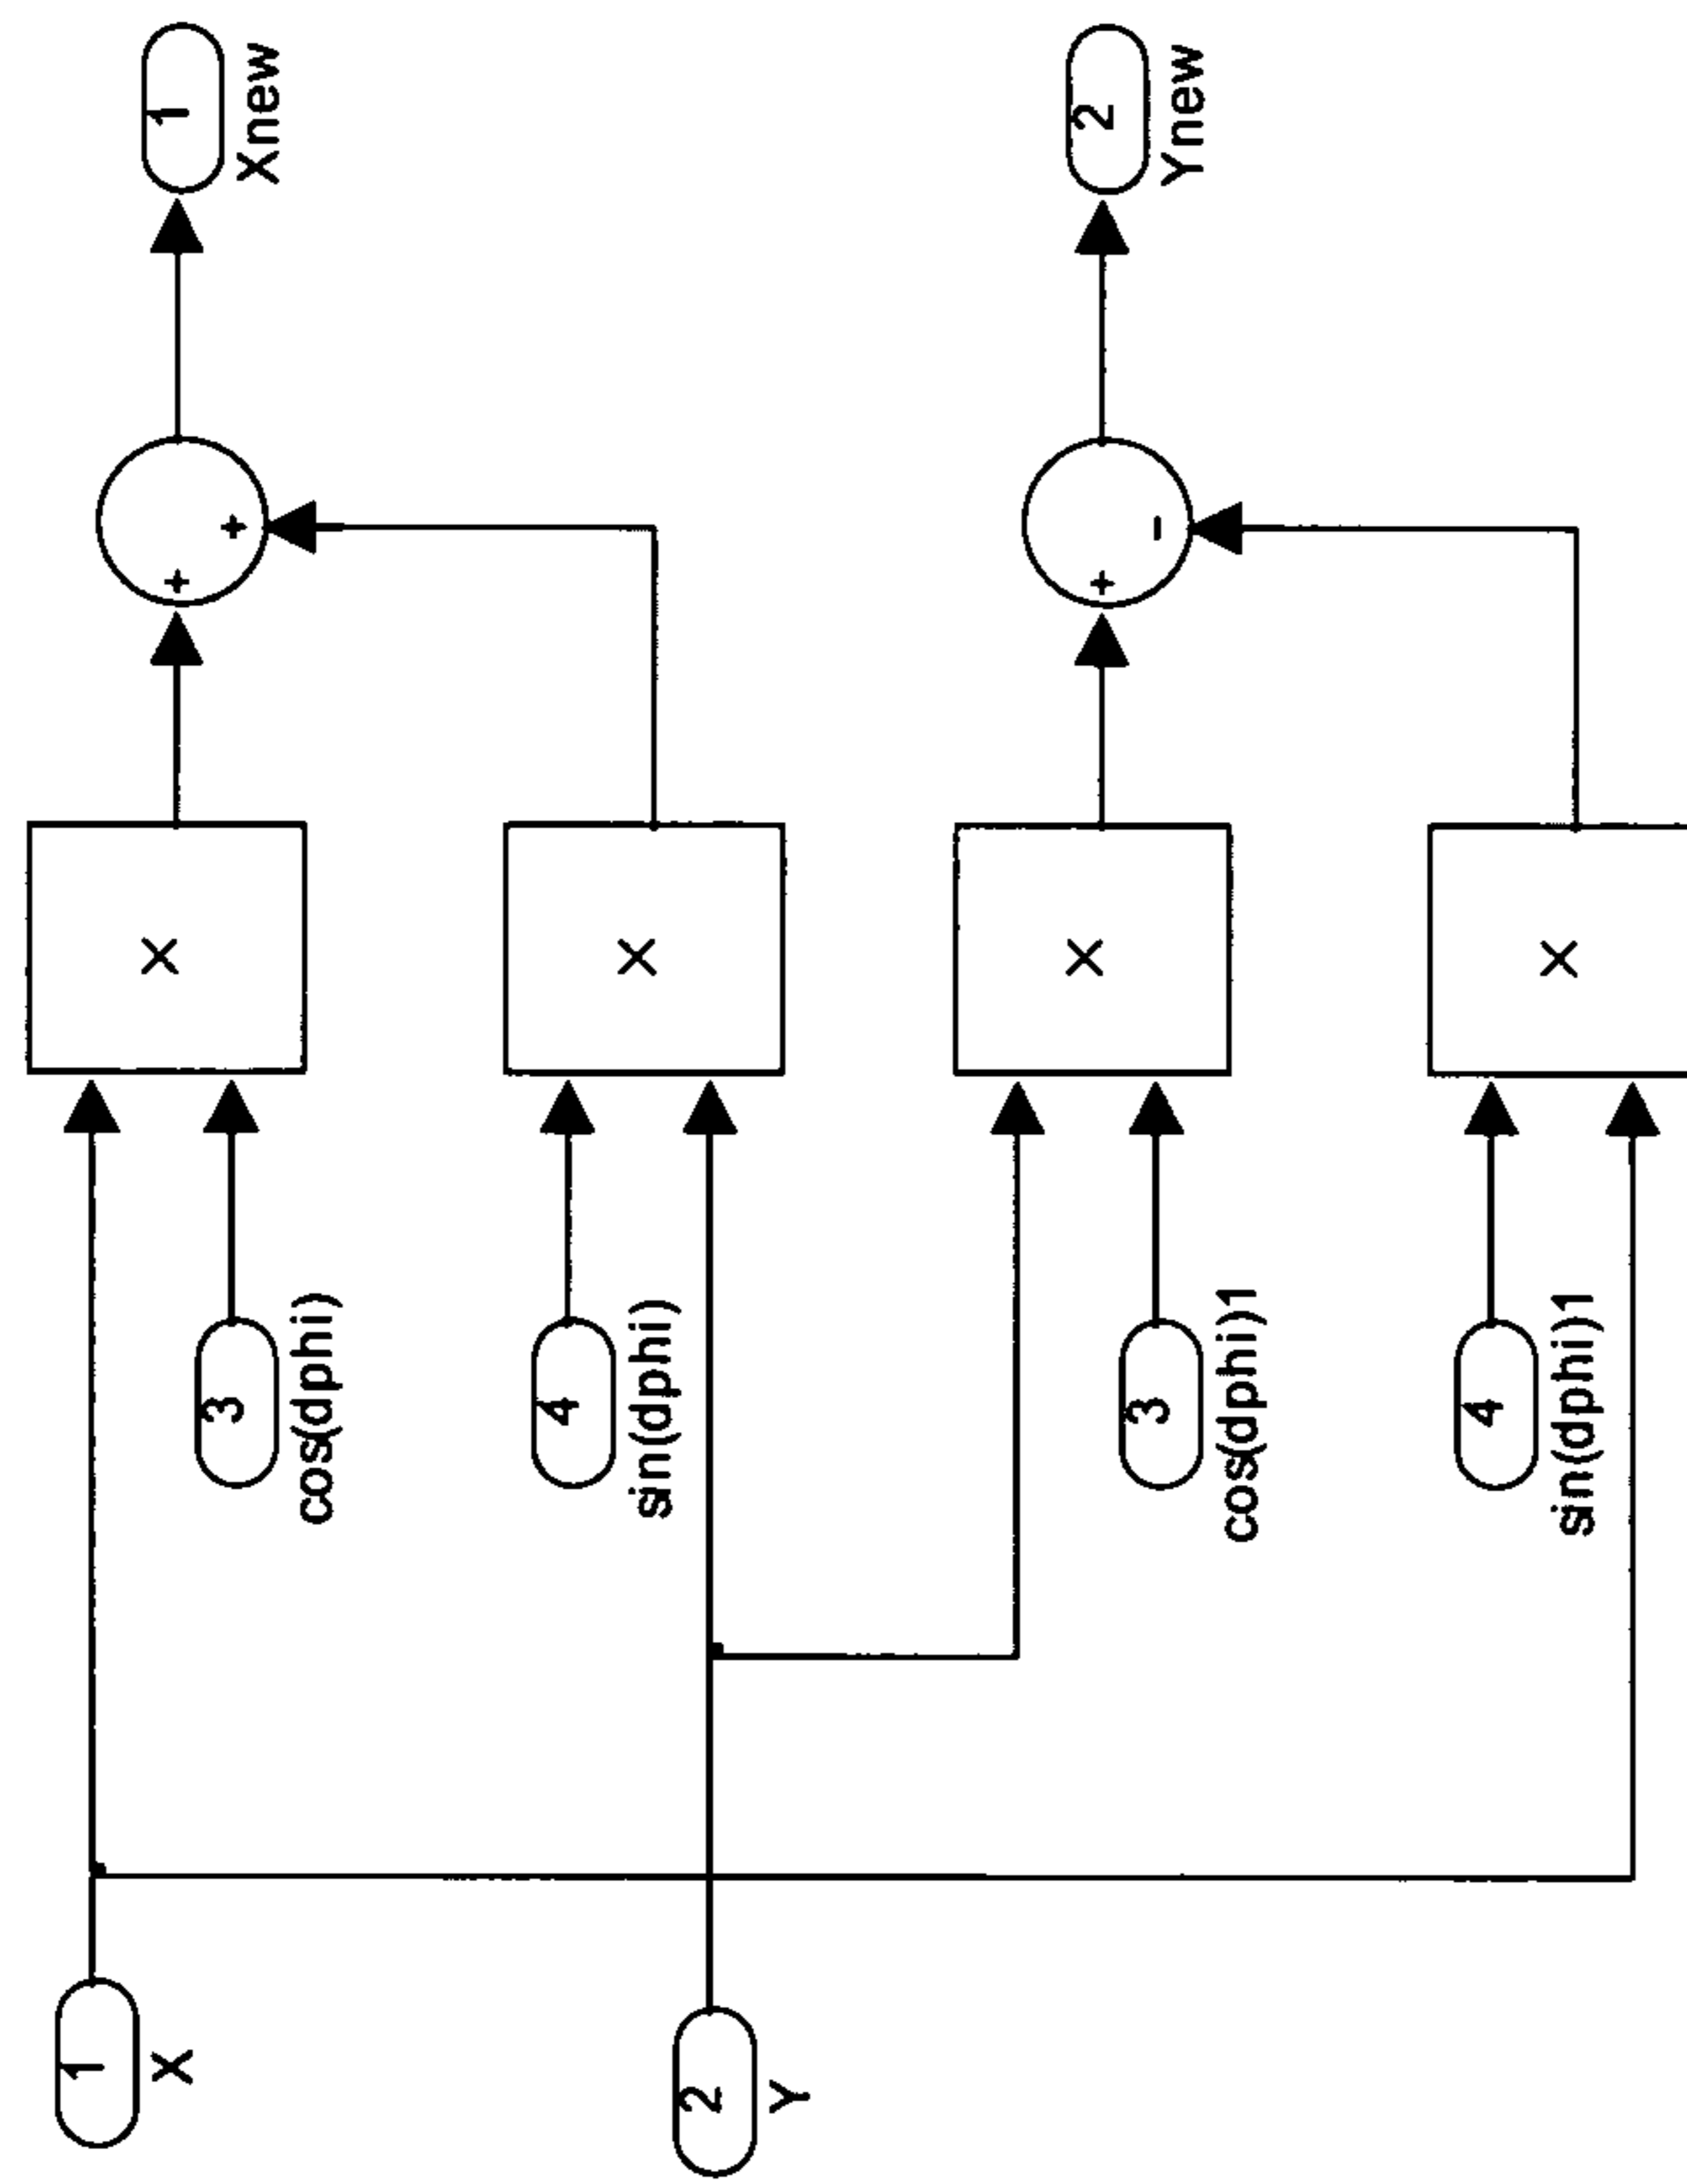 1
X
2
Y
3
cos(dphi)
4
sin(dphi)
3
cos(dphi)1
4
sin(dphi)1
×
×
×
×
+
+
+
-
1
Xnew
2
Ynew